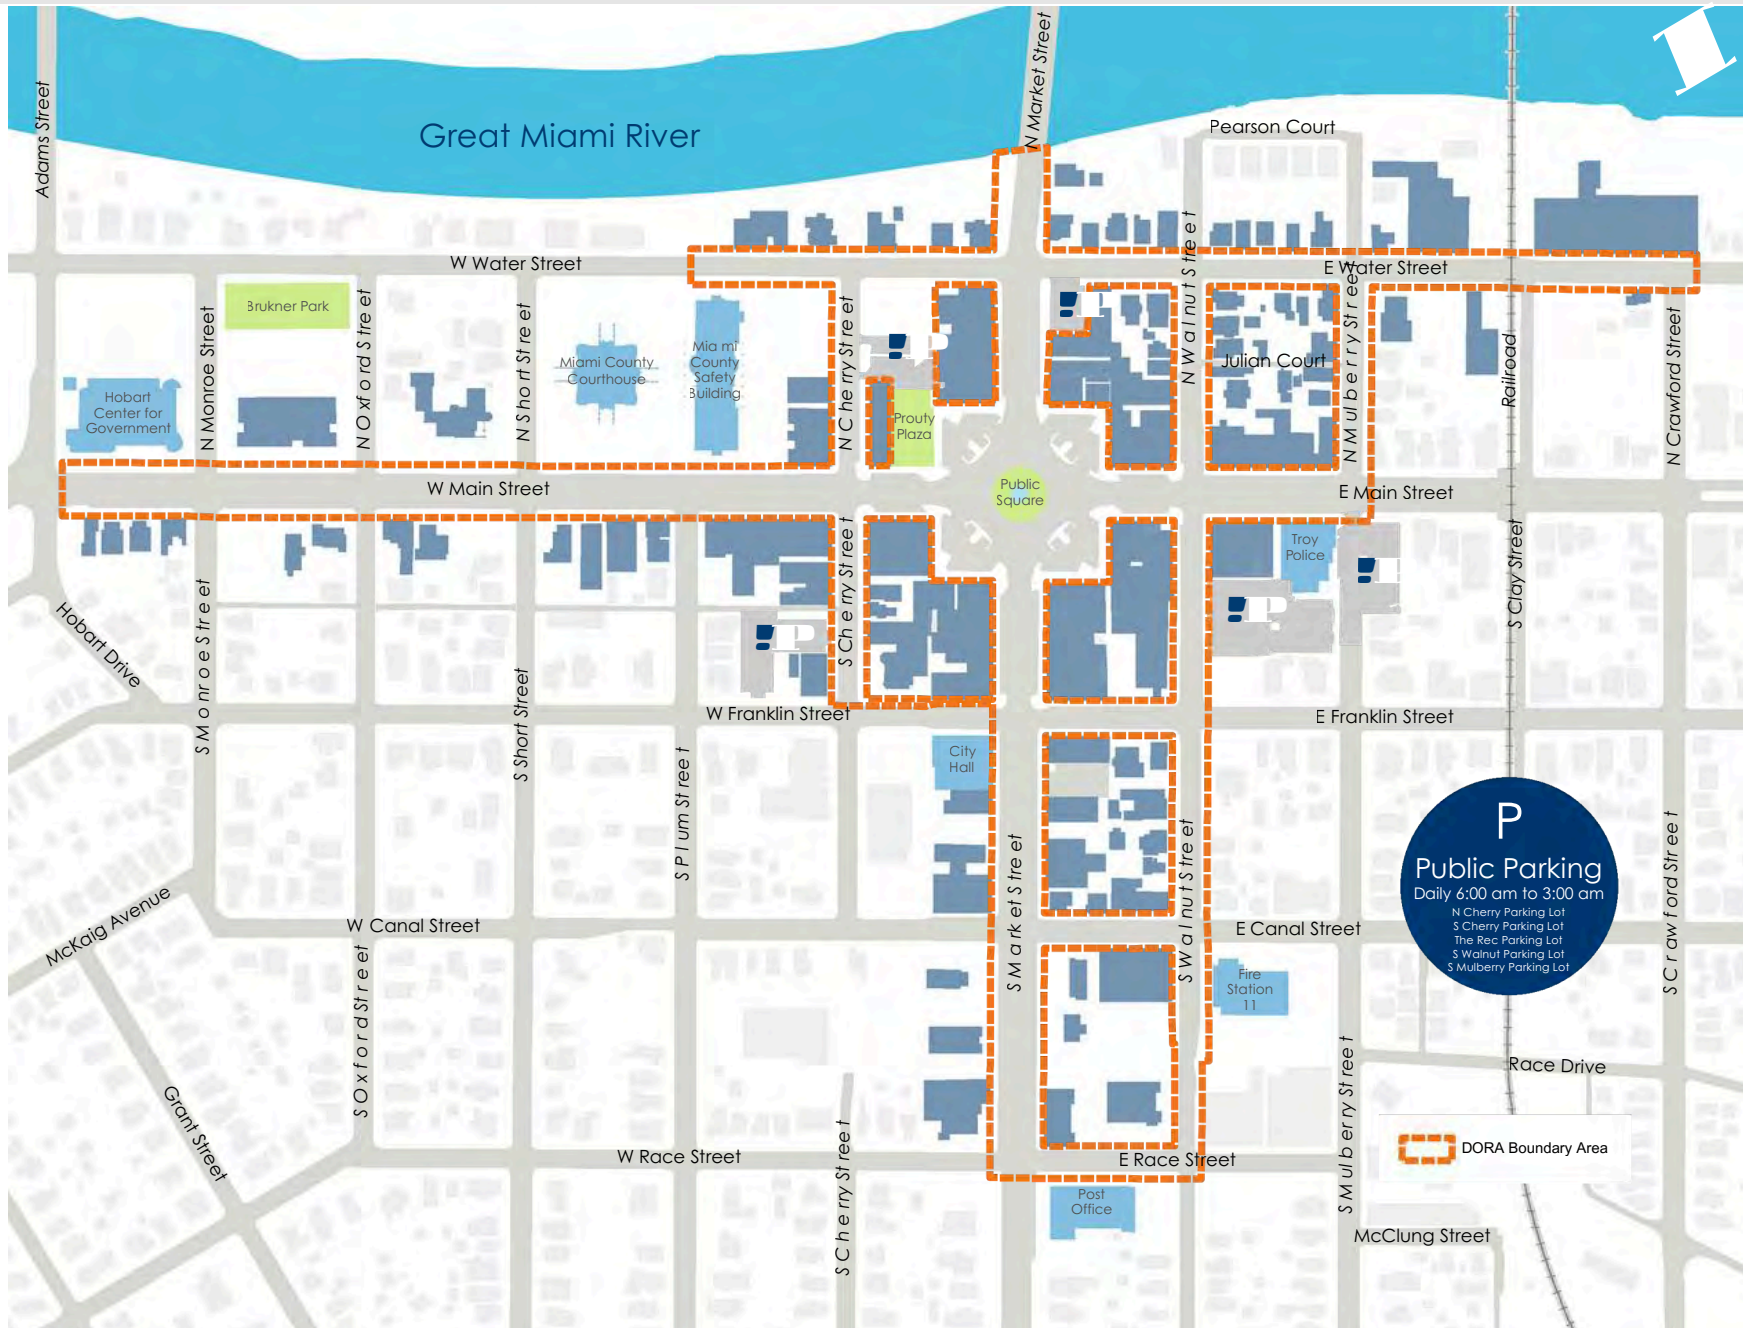 N Market Street
Great Miami River
Pearson Court
Adams Street
W Water Street
E Water Street
N Monroe Street
N Oxford Street
N Short Street
N Cherry Street
N Walnut Street
N Mulberry Street
Railroad
N Crawford Street
Brukner Park
Miami County
Courthouse
Mia mi
County
Safety
Building
Julian Court
Hobart
Center for
Government
Prouty
Plaza
W Main Street
Public
Square
E Main Street
Troy
Police
Hobart Drive
S Monroe Street
S Short Street
S Plum Street
S Cherry Street
S Clay Street
W Franklin Street
E Franklin Street
City
Hall
S Market Street
S Walnut Street
P
Public Parking
Daily 6:00 am to 3:00 am
N Cherry Parking Lot
S Cherry Parking Lot
The Rec Parking Lot
S Walnut Parking Lot
S Mulberry Parking Lot
S Crawford Street
McKaig Avenue
W Canal Street
E Canal Street
Fire
Station
11
S Oxford Street
Grant Street
S Mulberry Street
Race Drive
DORA Boundary Area
W Race Street
E Race Street
S Cherry Street
Post
Office
McClung Street
P
P
P
P
P